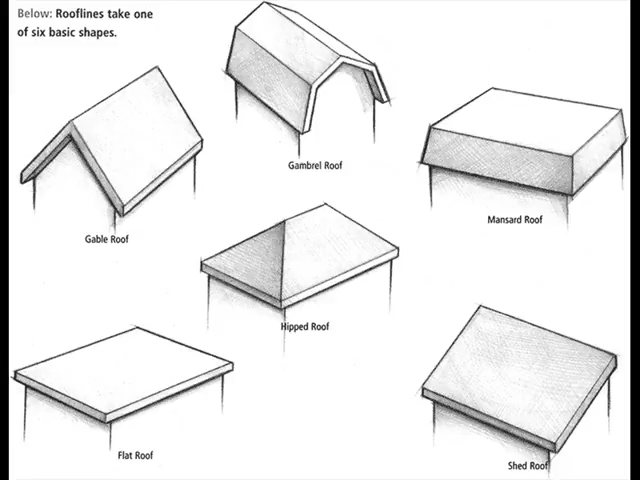 Below: Rooflines take one
of six basic shapes.
Gambrel Roof
Mansard Roof
Gable Roof
Hipped Roof
Flat Roof
Shed Roof